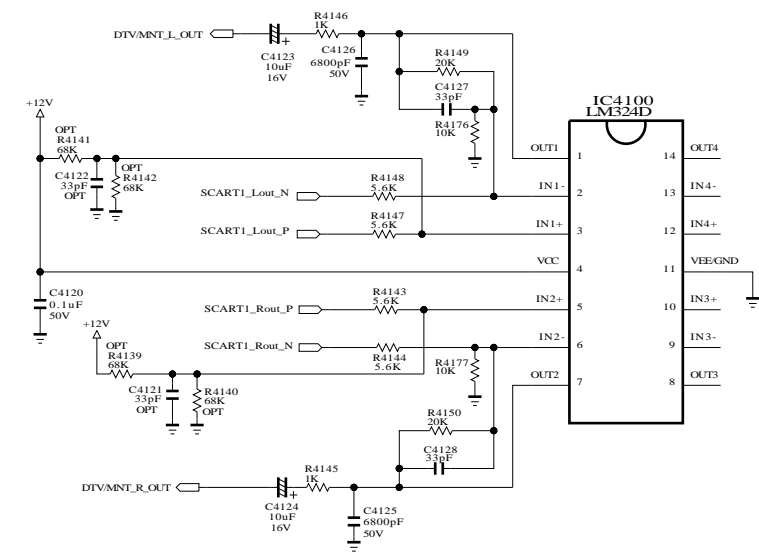 DTV/MNT_L_OUT
C4123
10uF
16V
R4146
1K
C4126
6800pF
50V
R4149
20K
C4127
33pF
R4176
10K
IC4100
LM324D
+12V
OPT
R4141
68K
C4122
33pF
OPT
OPT
R4142
68K
SCART1_Lout_N
R4148
5.6K
SCART1_Lout_P
R4147
5.6K
OUT1
1
14
OUT4
IN1-
2
13
IN4-
IN1+
3
12
IN4+
VCC
4
11
VEE/GND
IN2+
5
10
IN3+
IN2-
6
9
IN3-
OUT2
7
8
OUT3
C4120
0.1uF
50V
+12V
OPT
R4139
68K
C4121
33pF
OPT
R4140
68K
OPT
SCART1_Rout_P
R4143
5.6K
SCART1_Rout_N
R4144
5.6K
R4177
10K
R4150
20K
C4128
33pF
DTV/MNT_R_OUT
C4124
10uF
16V
R4145
1K
C4125
6800pF
50V